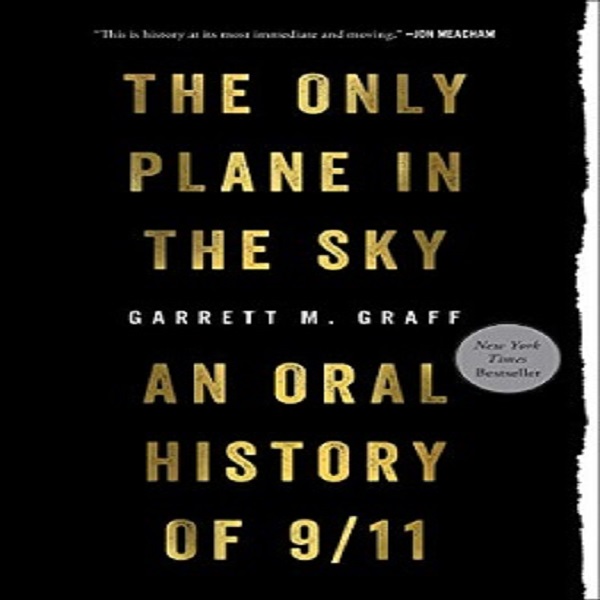 "This is history at its most immediate and moving." —JON MEACHAM
THE ONLY
PLANE IN
THE SKY
GARRETT M. GRAFF
New York
Times
Bestseller
AN ORAL
HISTORY
OF 9/11